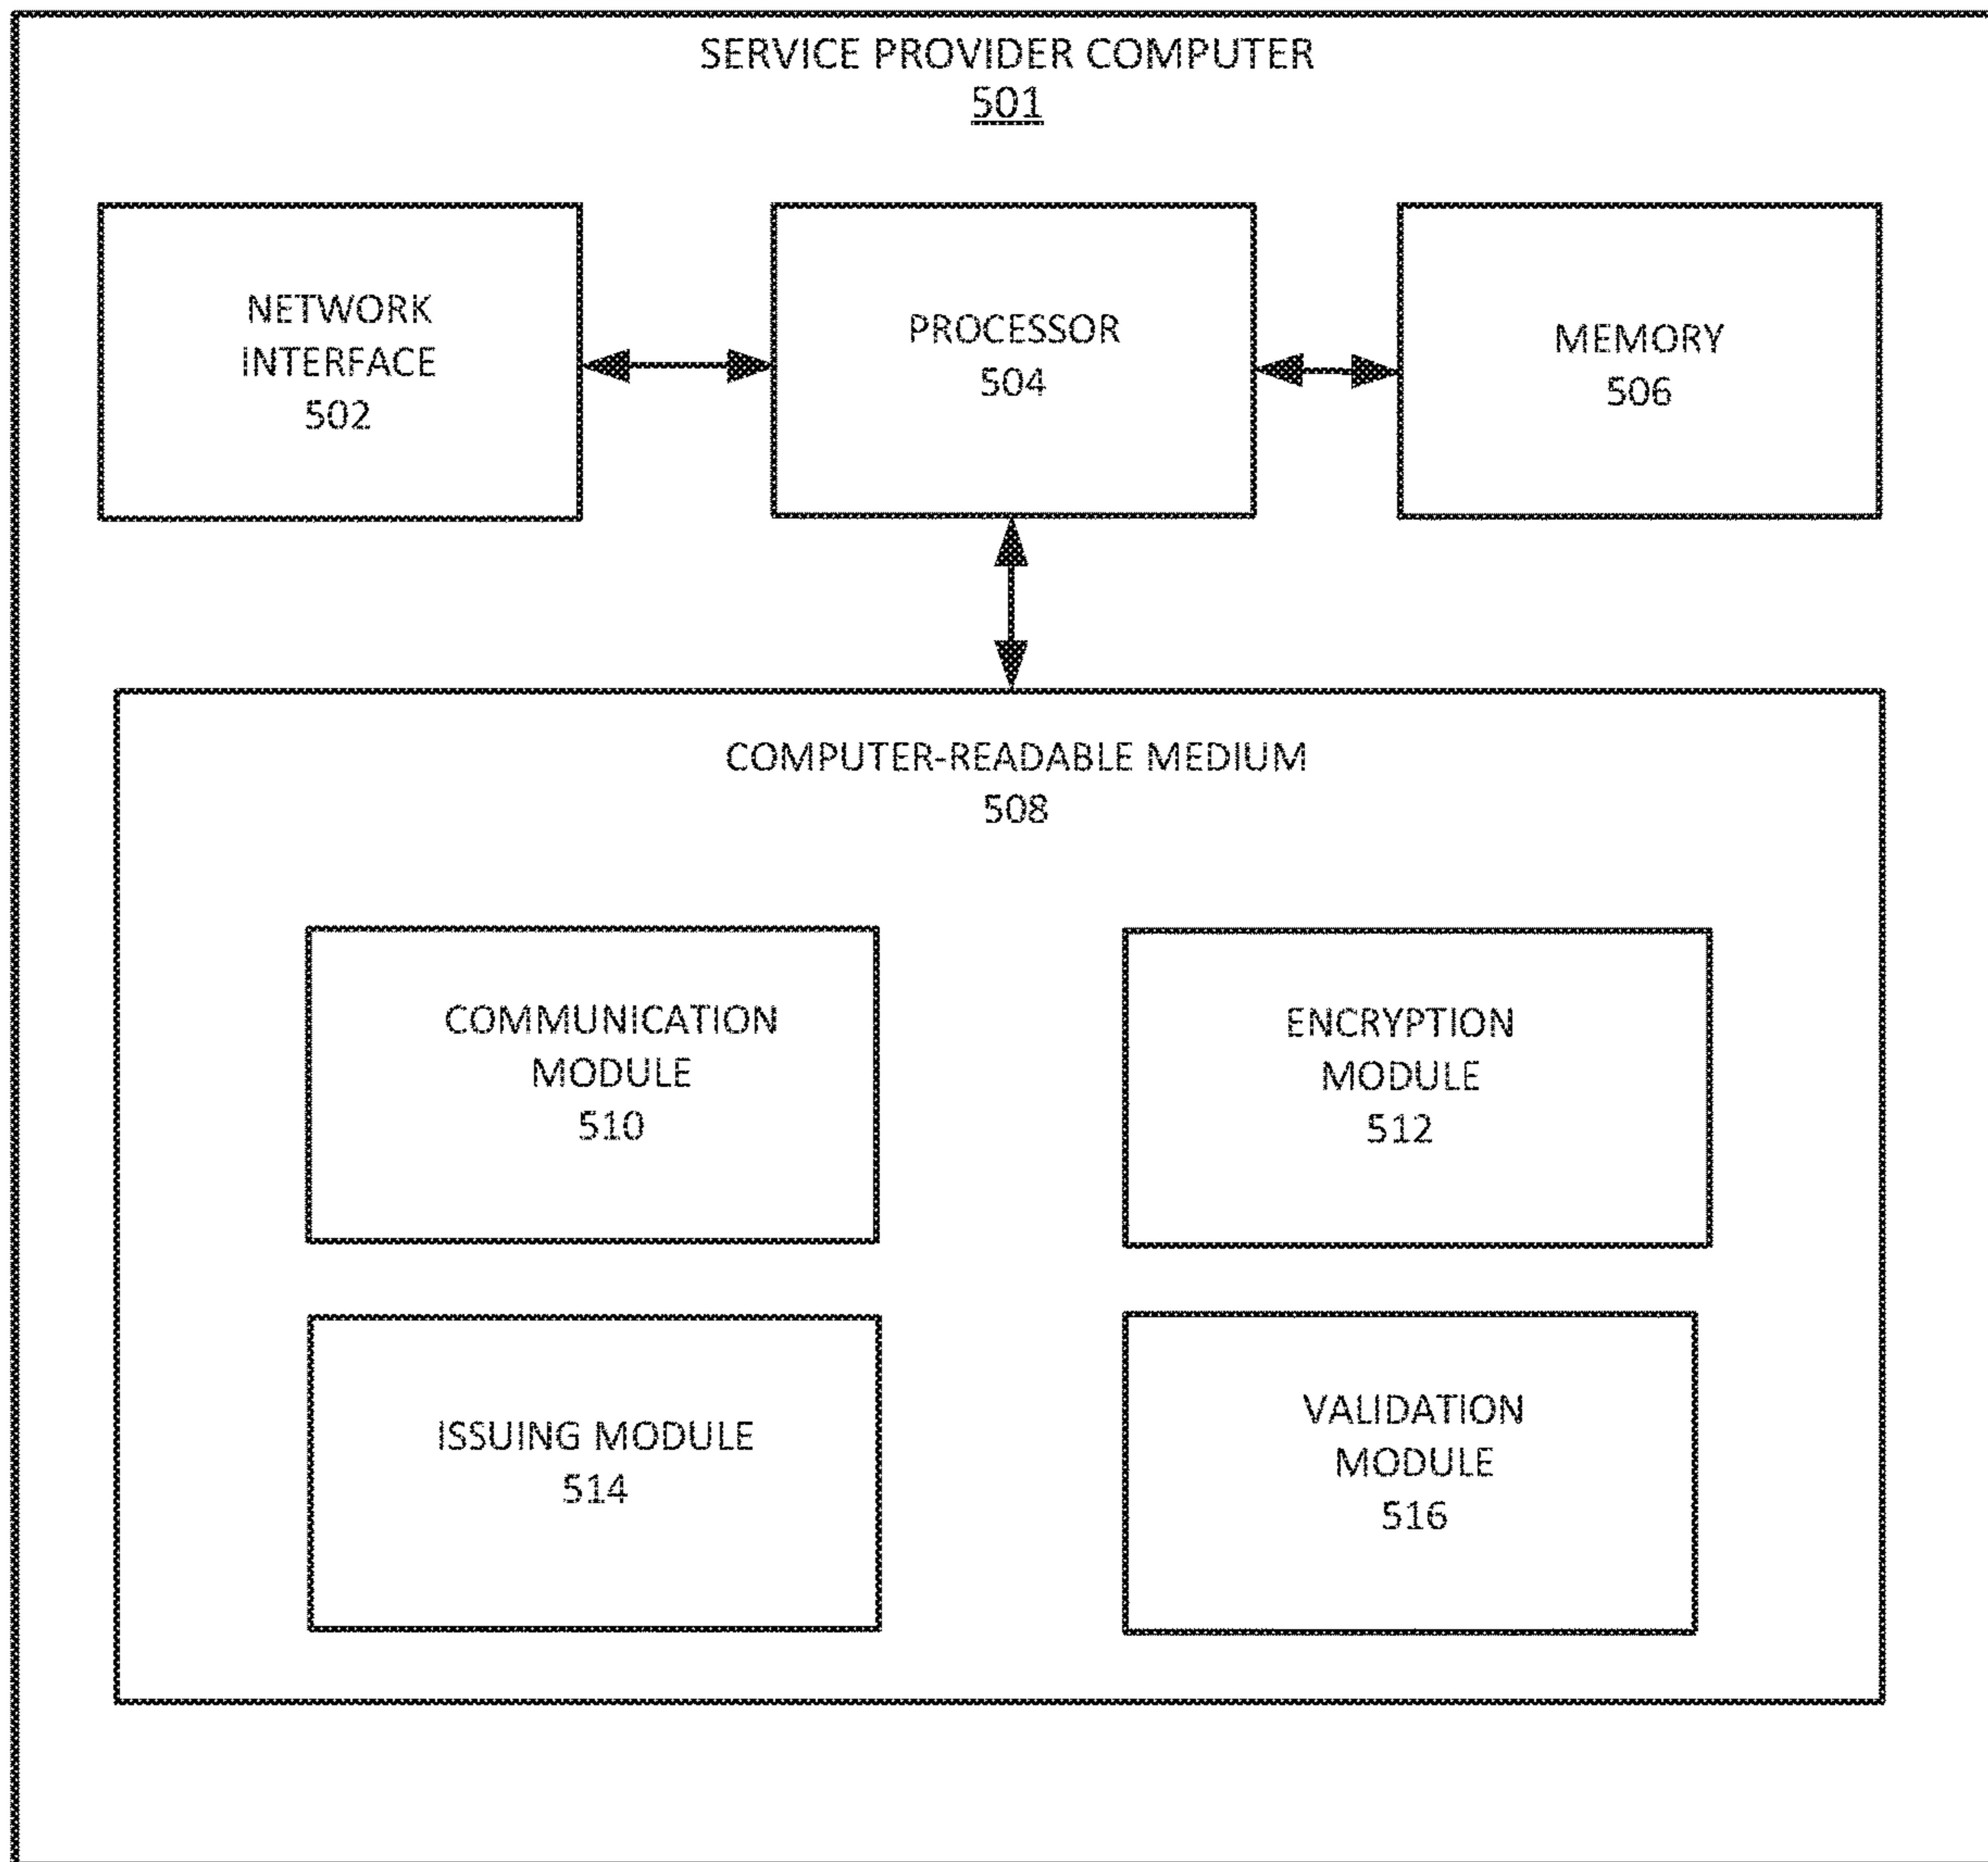 SERVICE PROVIDER COMPUTER
501
NETWORK
INTERFACE
502
PROCESSOR
504
MEMORY
506
COMPUTER-READABLE MEDIUM
508
COMMUNICATION
MODULE
510
ENCRYPTION
MODULE
512
ISSUING MODULE
514
VALIDATION
MODULE
516